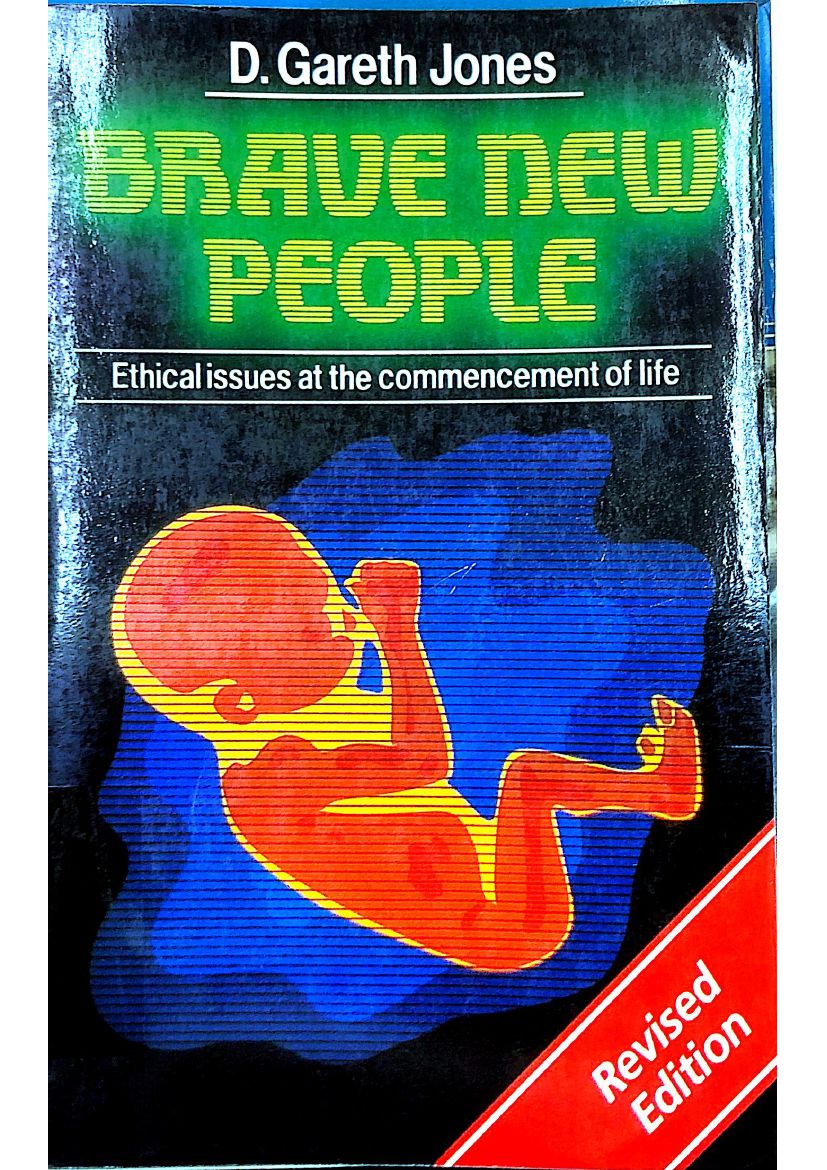 D. Gareth Jones
BRAVE NEW
PEOPLE
Ethical issues at the commencement of life
Revised
Edition